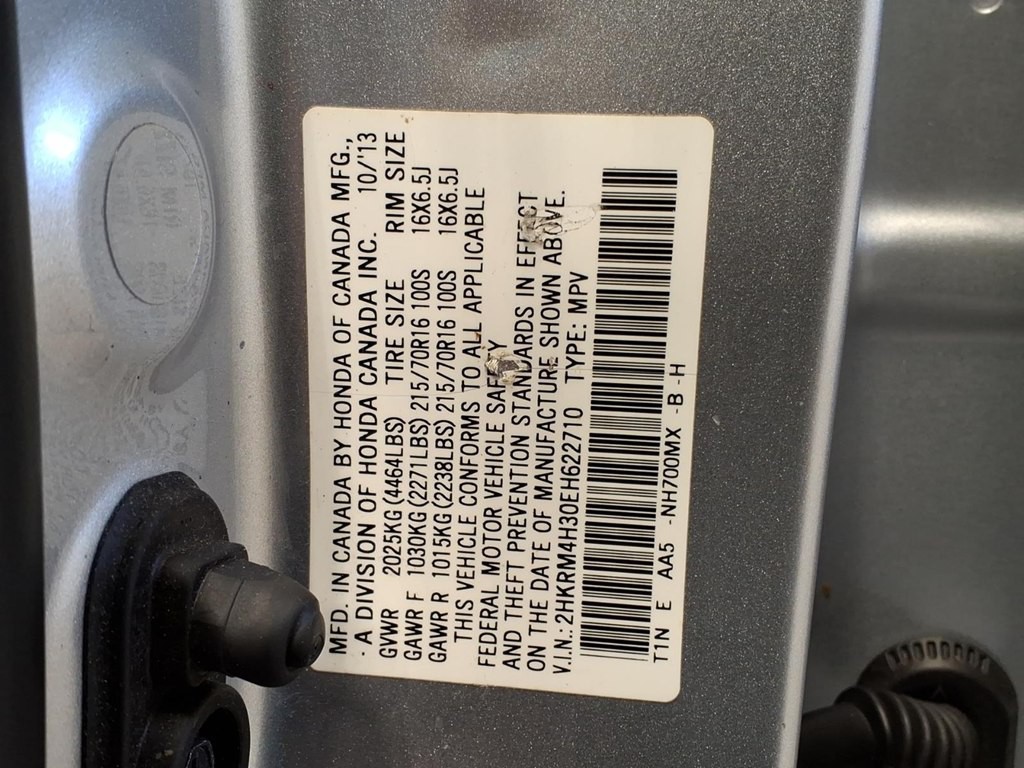 MFD. IN CANADA BY HONDA OF CANADA MFG.,
- A DIVISION OF HONDA CANADA INC. 10/'13
GVWR 2025KG (4464LBS) TIRE SIZE RIM SIZE
GAWR F 1030KG (2271LBS) 215/70R16 100S 16X6.5J
GAWR R 1015KG (2238LBS) 215/70R16 100S 16X6.5J
THIS VEHICLE CONFORMS TO ALL APPLICABLE
FEDERAL MOTOR VEHICLE SAFETY
AND THEFT PREVENTION STANDARDS IN EFFECT
ON THE DATE OF MANUFACTURE SHOWN ABOVE.
V.I.N.: 2HKRM4H30EH622710 TYPE: MPV
T1N E AA5 -NH700MX -B -H